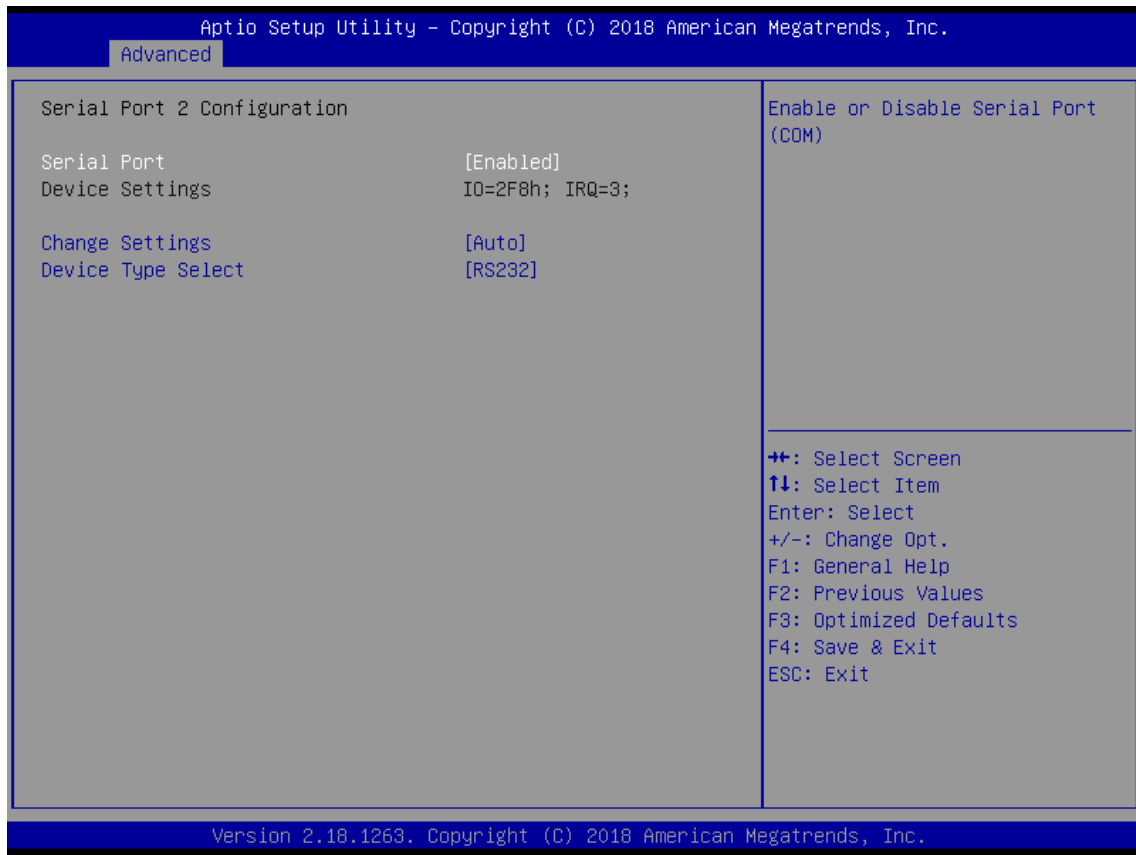 Aptio Setup Utility – Copyright (C) 2018 American Megatrends, Inc.
Advanced
Serial Port 2 Configuration
Serial Port [Enabled]
Device Settings IO=2F8h; IRQ=3;
Change Settings [Auto]
Device Type Select [RS232]
Enable or Disable Serial Port
(COM)
→←: Select Screen
↑↓: Select Item
Enter: Select
+/-: Change Opt.
F1: General Help
F2: Previous Values
F3: Optimized Defaults
F4: Save & Exit
ESC: Exit
Version 2.18.1263. Copyright (C) 2018 American Megatrends, Inc.